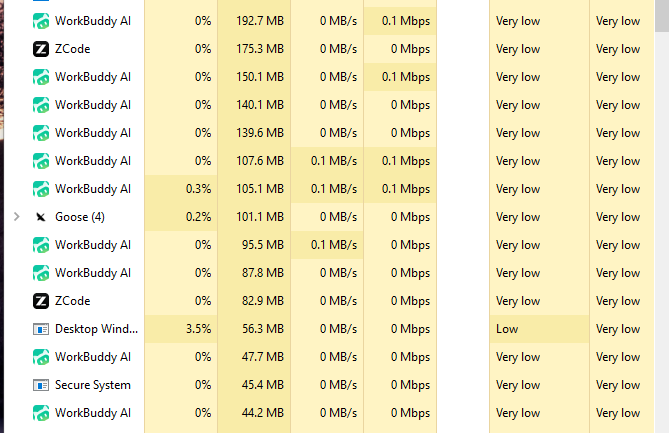 WorkBuddy AI 0% 192.7 MB 0 MB/s 0.1 Mbps Very low Very low
ZCode 0% 175.3 MB 0 MB/s 0 Mbps Very low Very low
WorkBuddy AI 0% 150.1 MB 0 MB/s 0.1 Mbps Very low Very low
WorkBuddy AI 0% 140.1 MB 0 MB/s 0 Mbps Very low Very low
WorkBuddy AI 0% 139.6 MB 0 MB/s 0 Mbps Very low Very low
WorkBuddy AI 0% 107.6 MB 0.1 MB/s 0.1 Mbps Very low Very low
WorkBuddy AI 0.3% 105.1 MB 0.1 MB/s 0.1 Mbps Very low Very low
Goose (4) 0.2% 101.1 MB 0 MB/s 0 Mbps Very low Very low
WorkBuddy AI 0% 95.5 MB 0.1 MB/s 0 Mbps Very low Very low
WorkBuddy AI 0% 87.8 MB 0 MB/s 0 Mbps Very low Very low
ZCode 0% 82.9 MB 0 MB/s 0 Mbps Very low Very low
Desktop Wind... 3.5% 56.3 MB 0 MB/s 0 Mbps Low Very low
WorkBuddy AI 0% 47.7 MB 0 MB/s 0 Mbps Very low Very low
Secure System 0% 45.4 MB 0 MB/s 0 Mbps Very low Very low
WorkBuddy AI 0% 44.2 MB 0 MB/s 0 Mbps Very low Very low